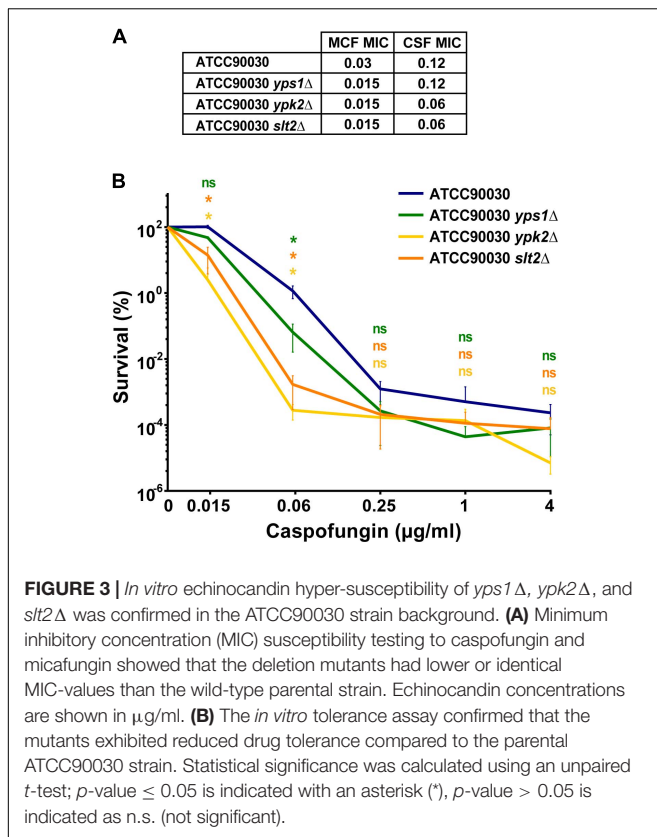 A
MCF MIC CSF MIC
ATCC90030 0.03 0.12
ATCC90030 yps1Δ 0.015 0.12
ATCC90030 ypk2Δ 0.015 0.06
ATCC90030 slt2Δ 0.015 0.06
B
ns
*
*
*
*
*
ns
ns
ns
ns
ns
ns
ns
ns
ns
ATCC90030
ATCC90030 yps1Δ
ATCC90030 ypk2Δ
ATCC90030 slt2Δ
10²
10⁰
10⁻²
10⁻⁴
10⁻⁶
Survival (%)
0 0.015 0.06 0.25 1 4
Caspofungin (µg/ml)
FIGURE 3 | In vitro echinocandin hyper-susceptibility of yps1Δ, ypk2Δ, and
slt2Δ was confirmed in the ATCC90030 strain background. (A) Minimum
inhibitory concentration (MIC) susceptibility testing to caspofungin and
micafungin showed that the deletion mutants had lower or identical
MIC-values than the wild-type parental strain. Echinocandin concentrations
are shown in µg/ml. (B) The in vitro tolerance assay confirmed that the
mutants exhibited reduced drug tolerance compared to the parental
ATCC90030 strain. Statistical significance was calculated using an unpaired
t-test; p-value ≤ 0.05 is indicated with an asterisk (*), p-value > 0.05 is
indicated as n.s. (not significant).